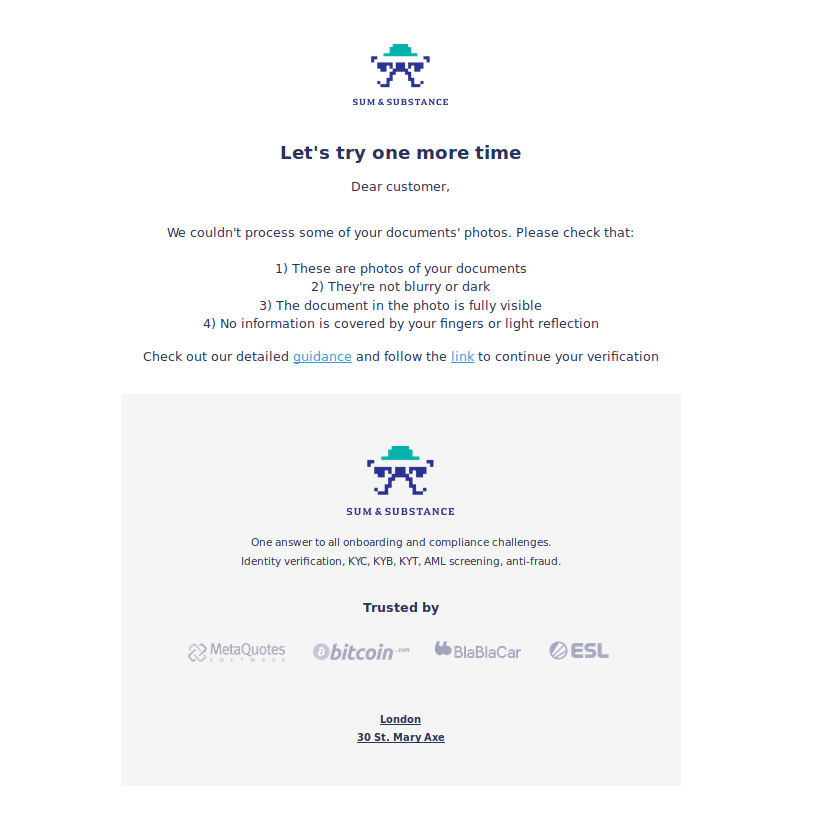 SUM & SUBSTANCE
Let's try one more time
Dear customer,
We couldn't process some of your documents' photos. Please check that:
1) These are photos of your documents
2) They're not blurry or dark
3) The document in the photo is fully visible
4) No information is covered by your fingers or light reflection
Check out our detailed guidance and follow the link to continue your verification
SUM & SUBSTANCE
One answer to all onboarding and compliance challenges.
Identity verification, KYC, KYB, KYT, AML screening, anti-fraud.
Trusted by
MetaQuotes
SOFTWARE
bitcoin.com
BlaBlaCar
ESL
London
30 St. Mary Axe